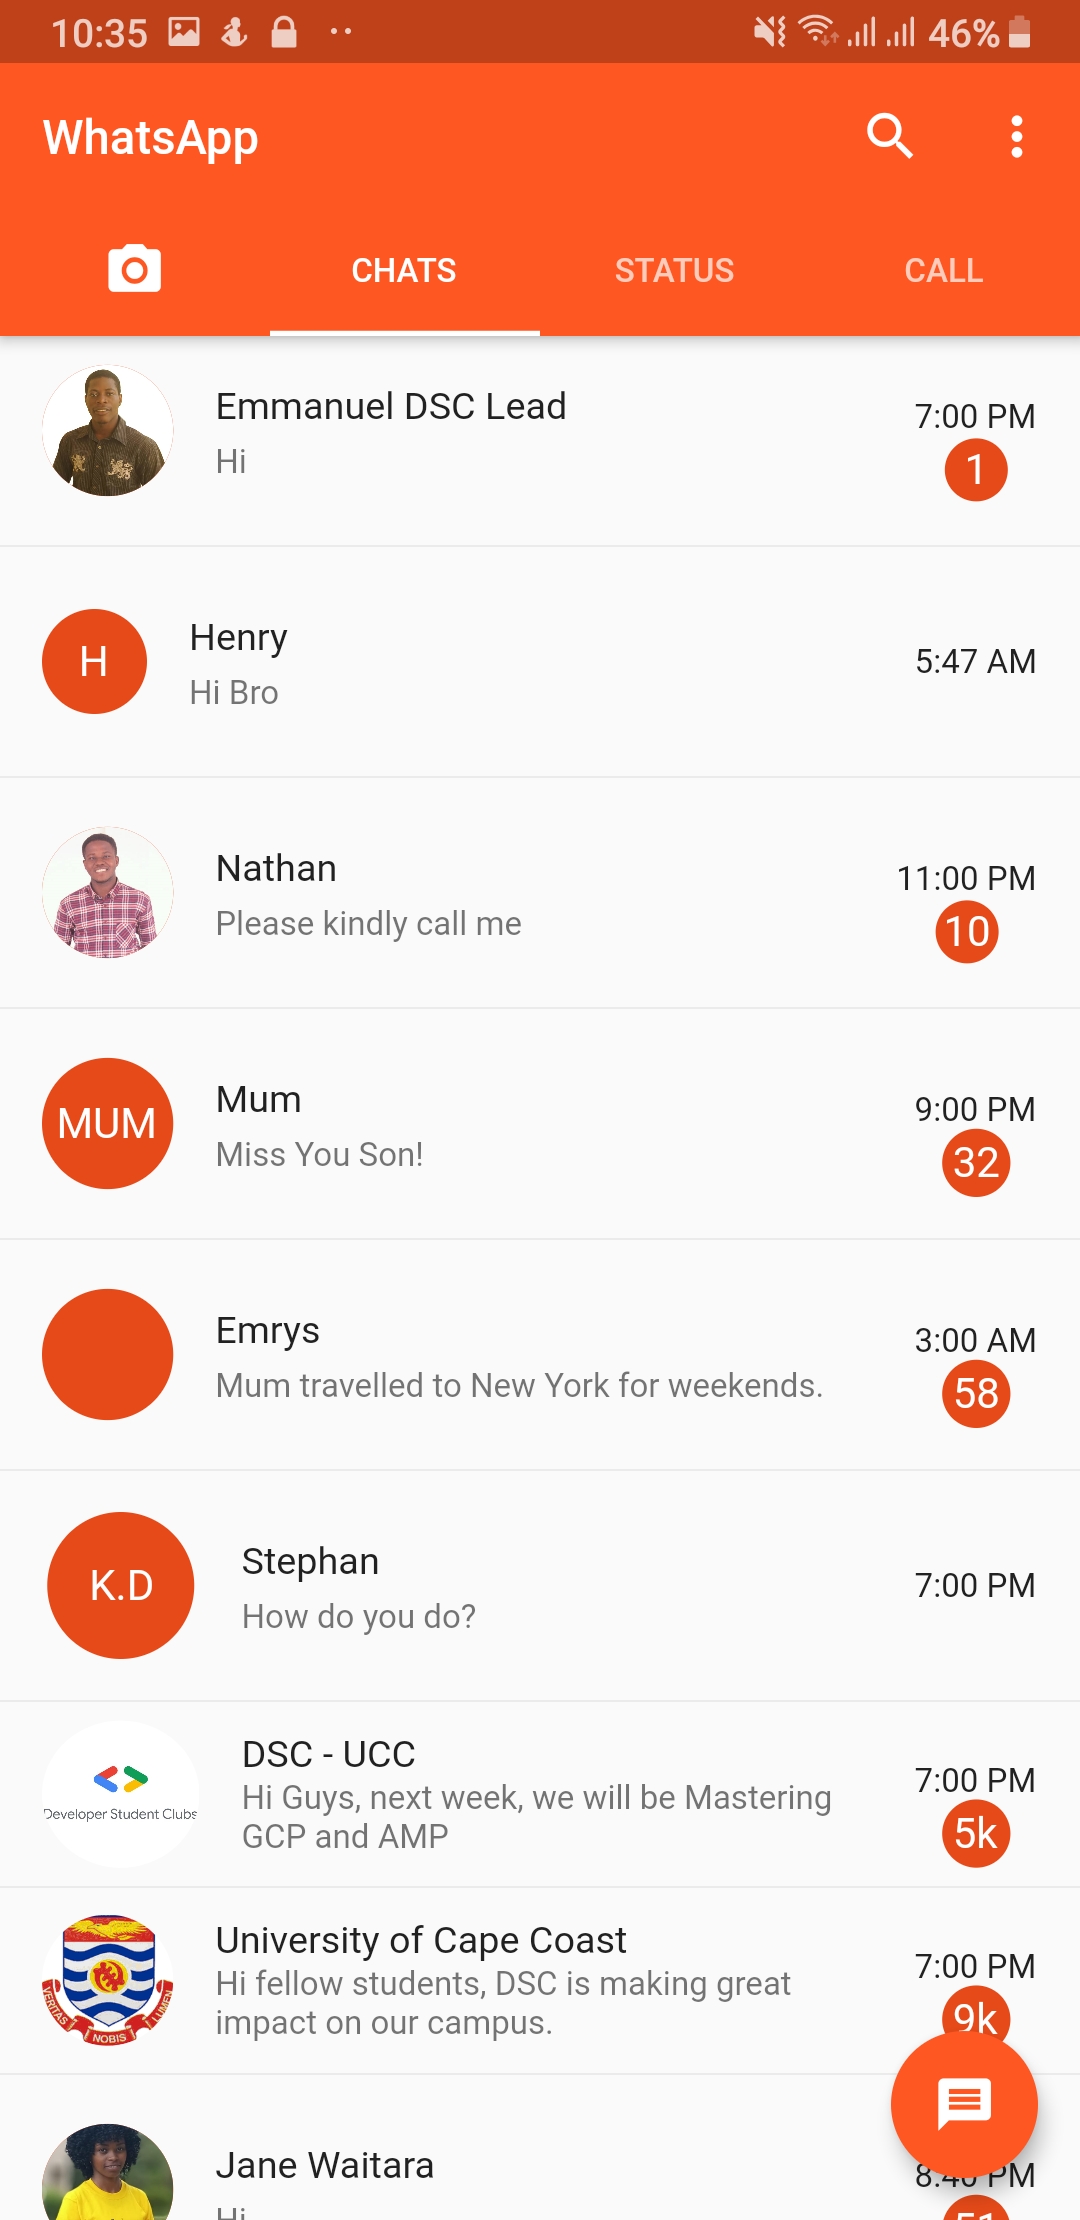 10:35
46%
WhatsApp
CHATS STATUS CALL
Emmanuel DSC Lead
Hi
7:00 PM
1
H
Henry
Hi Bro
5:47 AM
Nathan
Please kindly call me
11:00 PM
10
MUM
Mum
Miss You Son!
9:00 PM
32
Emrys
Mum travelled to New York for weekends.
3:00 AM
58
K.D
Stephan
How do you do?
7:00 PM
Developer Student Clubs
DSC - UCC
Hi Guys, next week, we will be Mastering
GCP and AMP
7:00 PM
5k
VERITAS NOBIS LUMEN
University of Cape Coast
Hi fellow students, DSC is making great
impact on our campus.
7:00 PM
9k
Jane Waitara
Hi
8:40 PM
51